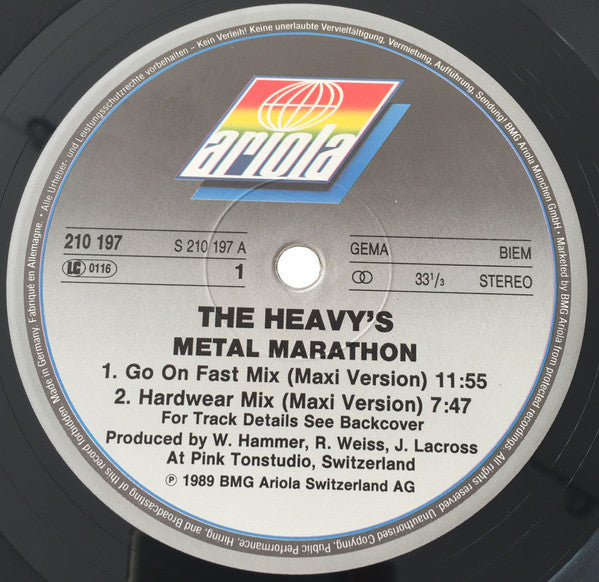 • Alle Urheber- und Leistungsschutzrechte vorbehalten – Kein Verleih! Keine unerlaubte Vervielfältigung, Vermietung, Aufführung, Sendung! BMG Ariola München GmbH • Marketed by BMG Ariola
from protected recordings. All rights reserved. Unauthorised Copying, Public Performance, Hiring, and Broadcasting of this record forbidden. Made in Germany. Fabriqué en Allemagne.
ariola
210 197
S 210 197 A
LC 0116
1
GEMA
BIEM
33 1/3
STEREO
THE HEAVY'S
METAL MARATHON
1. Go On Fast Mix (Maxi Version) 11:55
2. Hardwear Mix (Maxi Version) 7:47
For Track Details See Backcover
Produced by W. Hammer, R. Weiss, J. Lacross
At Pink Tonstudio, Switzerland
Ⓟ 1989 BMG Ariola Switzerland AG